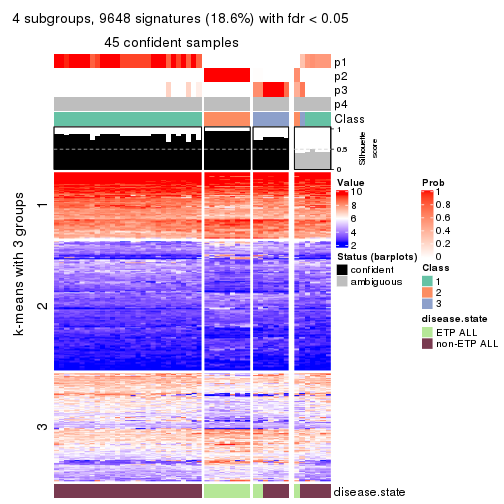 4 subgroups, 9648 signatures (18.6%) with fdr < 0.05
45 confident samples
p1
p2
p3
p4
Class
1
0.5
0
Silhouette
score
k-means with 3 groups
1
2
3
disease.state
Value
10
8
6
4
2
Status (barplots)
confident
ambiguous
Prob
1
0.8
0.6
0.4
0.2
0
Class
1
2
3
disease.state
ETP ALL
non-ETP ALL